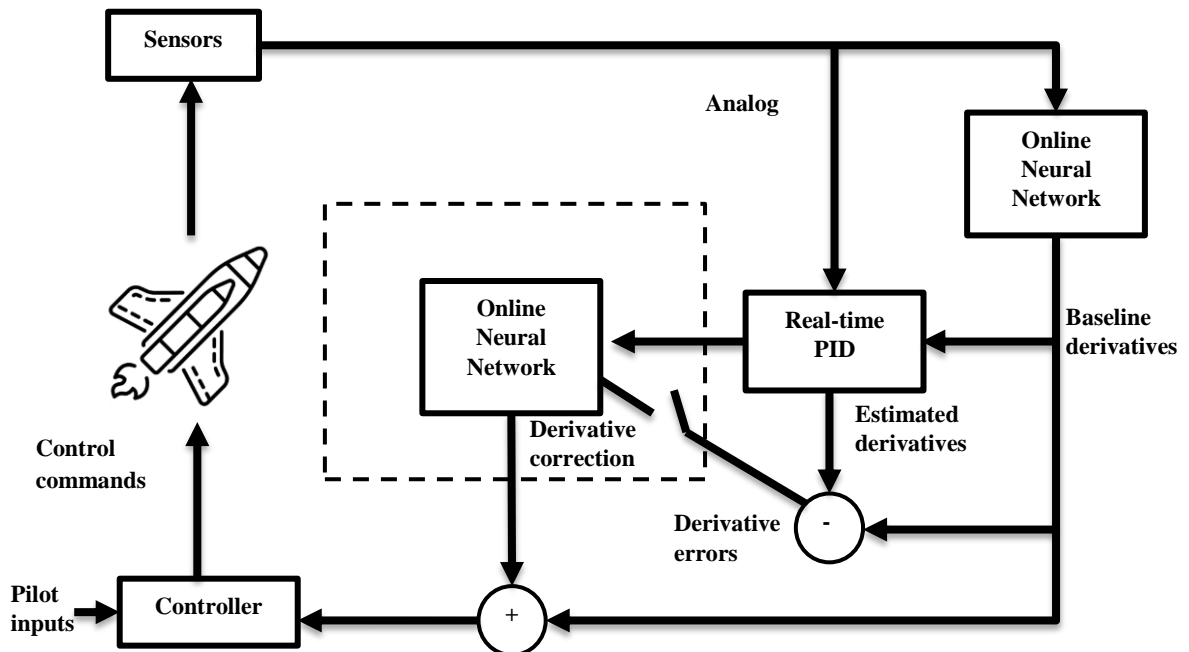 Sensors
Analog
Online
Neural
Network
Online
Neural
Network
Real-time
PID
Baseline
derivatives
Derivative
correction
Estimated
derivatives
Control
commands
Derivative
errors
-
Pilot
inputs
Controller
+